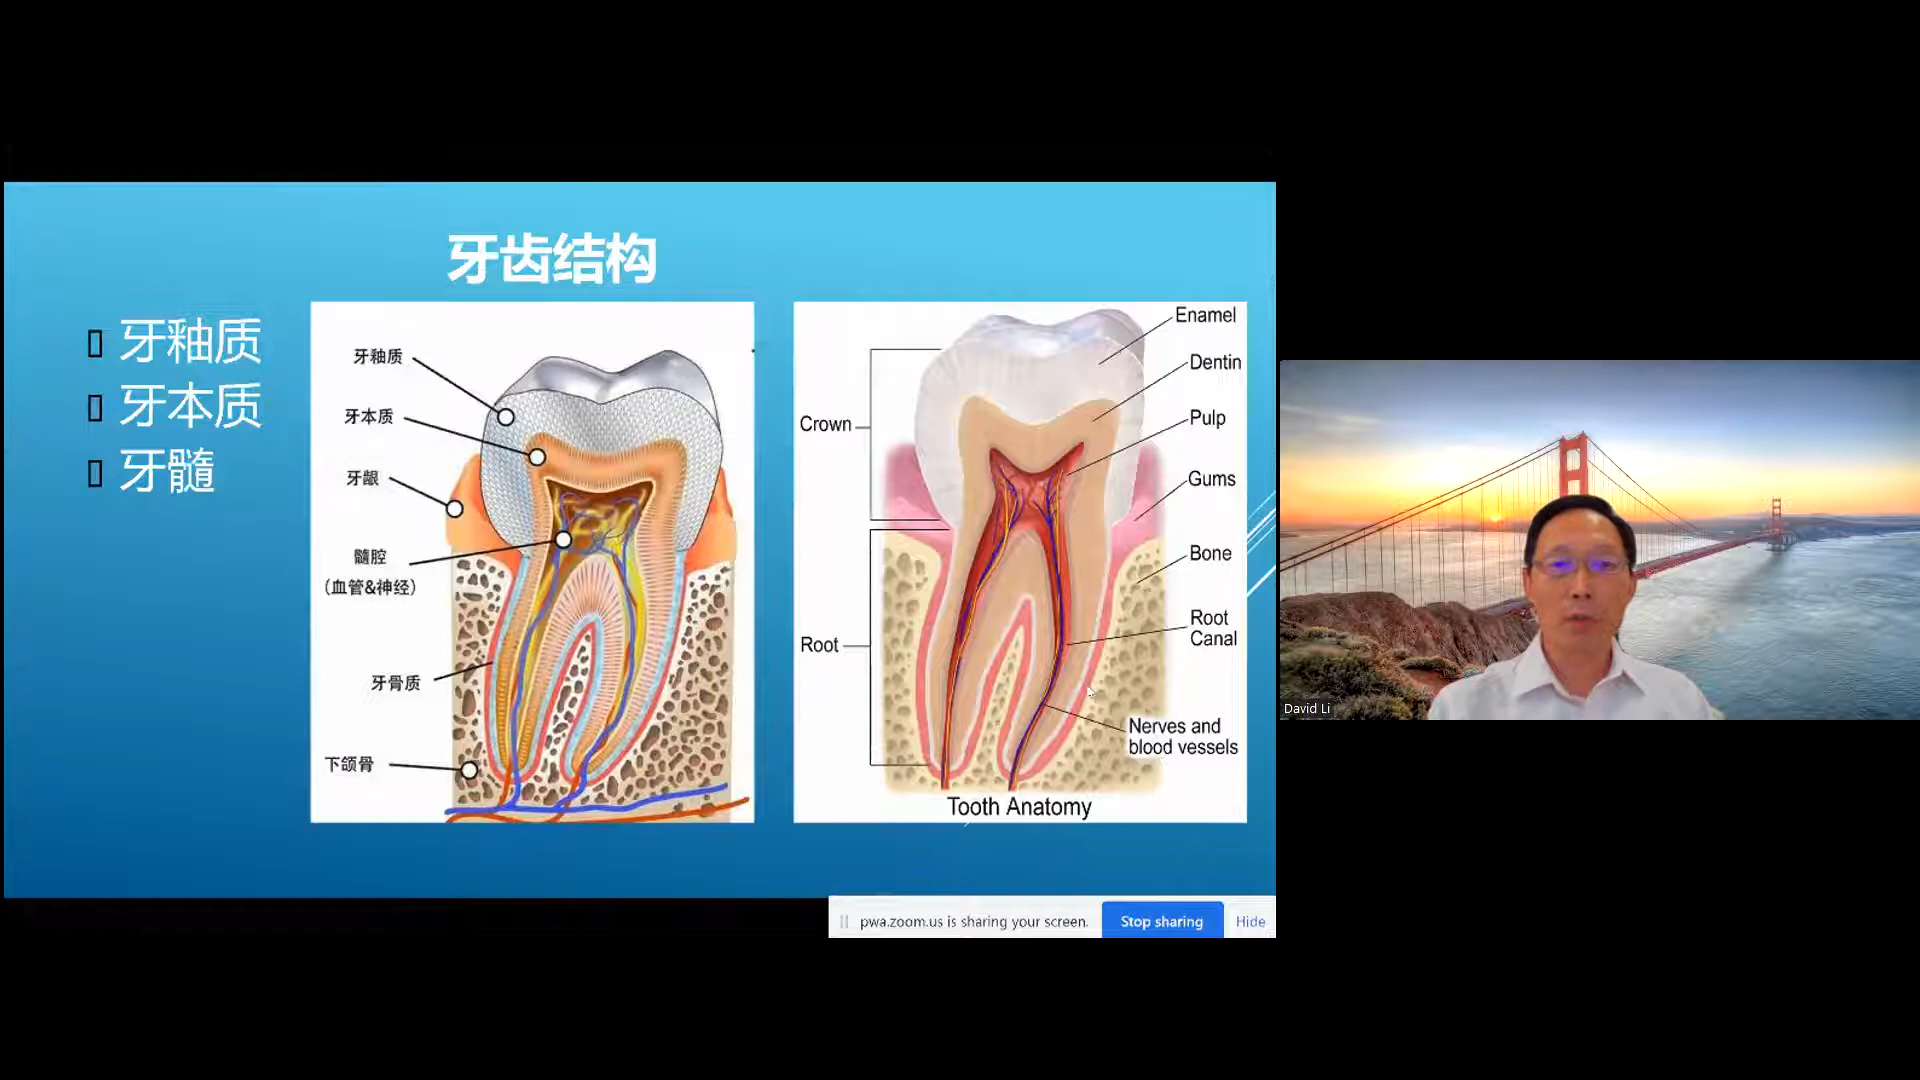 牙齿结构
牙釉质
牙本质
牙髓
牙釉质
牙本质
牙龈
髓腔
(血管&神经)
牙骨质
下颌骨
Enamel
Dentin
Pulp
Crown
Gums
Bone
Root
Canal
Root
Nerves and
blood vessels
Tooth Anatomy
David Li
pwa.zoom.us is sharing your screen.
Stop sharing
Hide